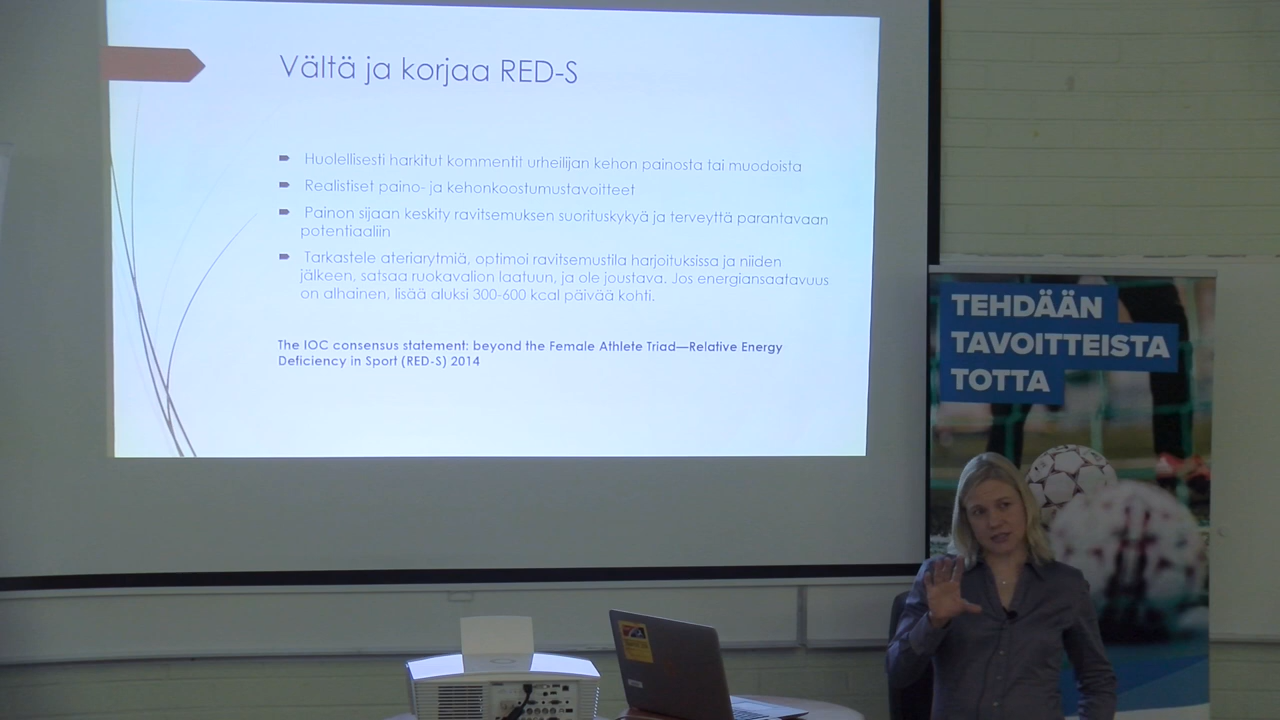 Vältä ja korjaa RED-S
Huolellisesti harkitut kommentit urheilijan kehon painosta tai muodoista
Realistiset paino- ja kehonkoostumustavoitteet
Painon sijaan keskity ravitsemuksen suorituskykyä ja terveyttä parantavaan
potentiaaliin
Tarkastele ateriarytmiä, optimoi ravitsemustila harjoituksissa ja niiden
jälkeen, satsaa ruokavalion laatuun, ja ole joustava. Jos energiansaatavuus
on alhainen, lisää aluksi 300-600 kcal päivää kohti.
The IOC consensus statement: beyond the Female Athlete Triad—Relative Energy
Deficiency in Sport (RED-S) 2014
TEHDÄÄN
TAVOITTEISTA
TOTTA